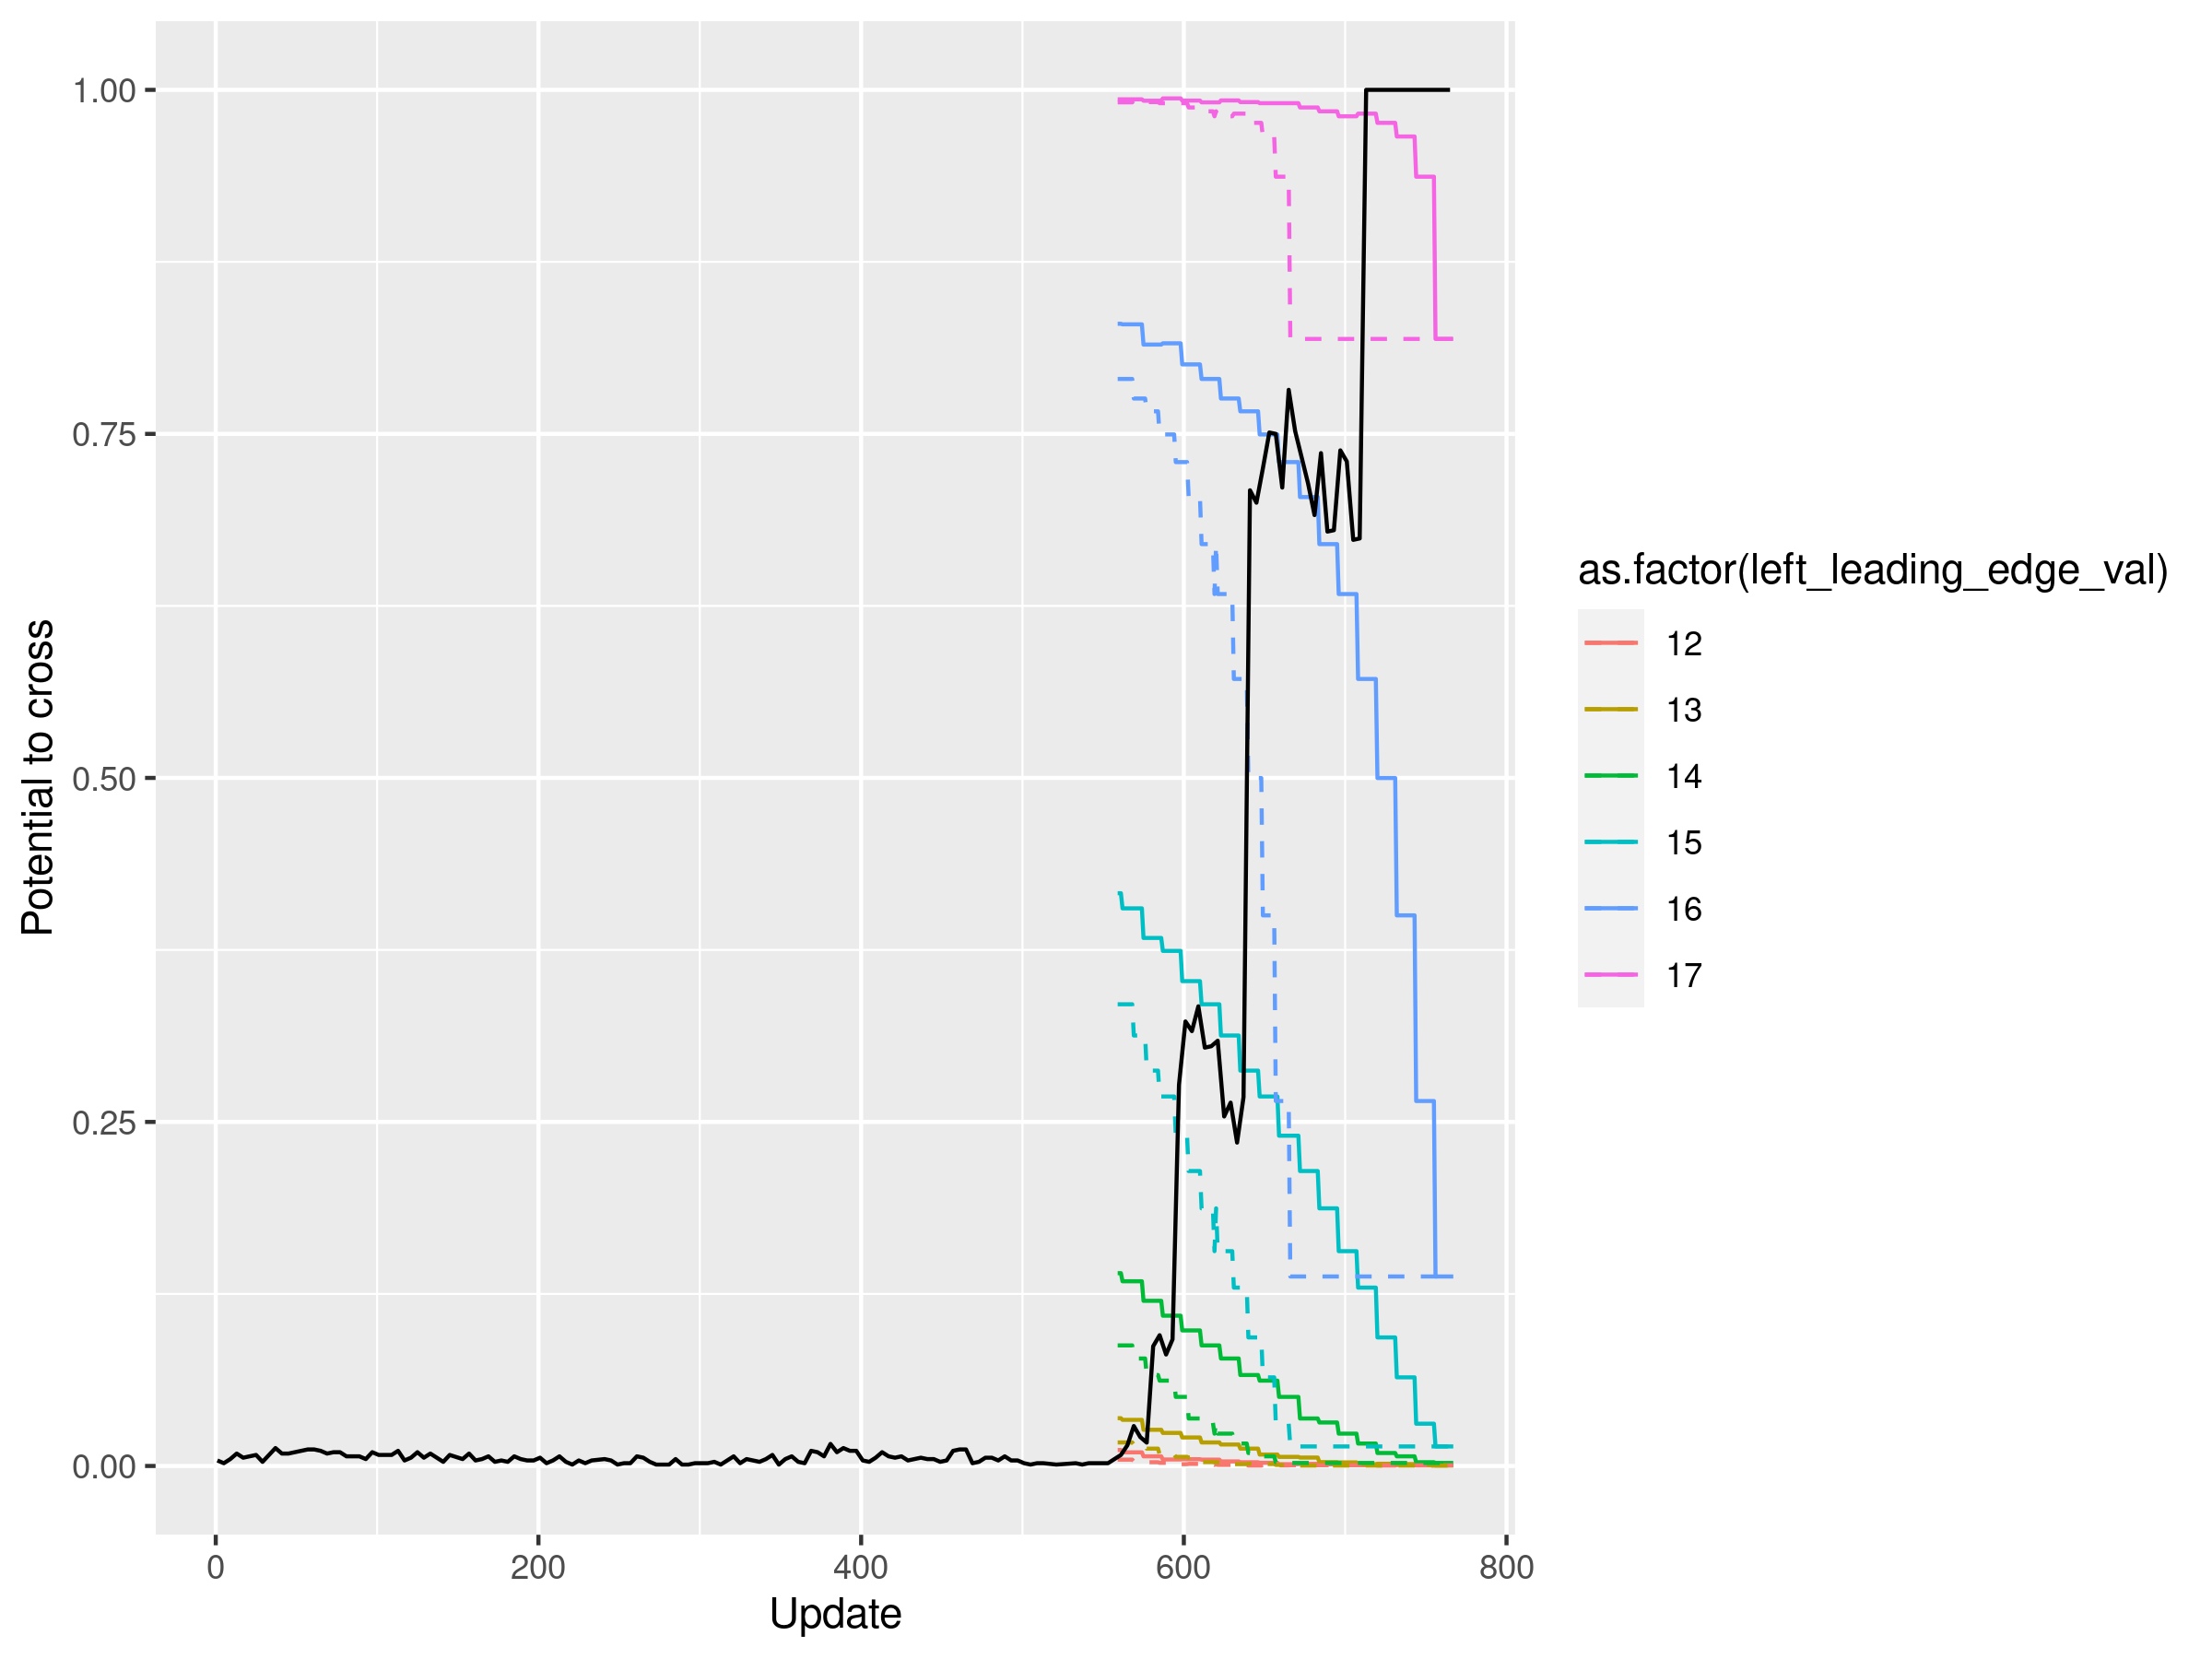 1.00
0.75
0.50
0.25
0.00
Potential to cross
0 200 400 600 800
Update
as.factor(left_leading_edge_val)
12
13
14
15
16
17